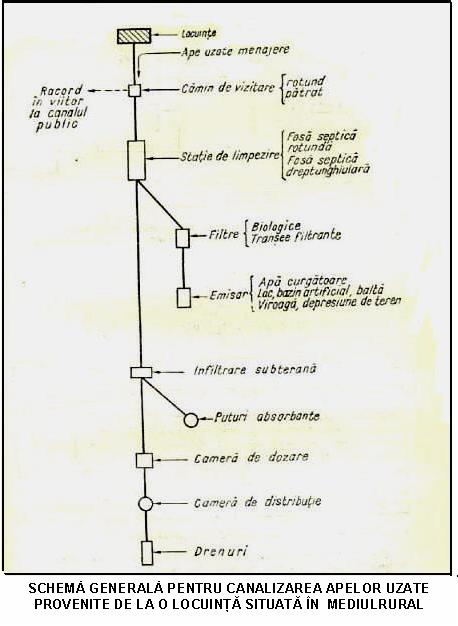 Locuințe
Ape uzate menajere
Racord
în viitor
la canalul
public
Cămin de vizitare
rotund
pătrat
Stație de limpezire
Fosă septică
rotundă
Fosă septică
dreptunghiulară
Filtre
Biologice
Tranșee filtrante
Emisar
Apă curgătoare
Lac, bazin artificial, baltă
Viroagă, depresiune de teren
Infiltrare subterană
Puțuri absorbante
Cameră de dozare
Cameră de distribuție
Drenuri
SCHEMĂ GENERALĂ PENTRU CANALIZAREA APELOR UZATE
PROVENITE DE LA O LOCUINȚĂ SITUATĂ ÎN MEDIULRURAL